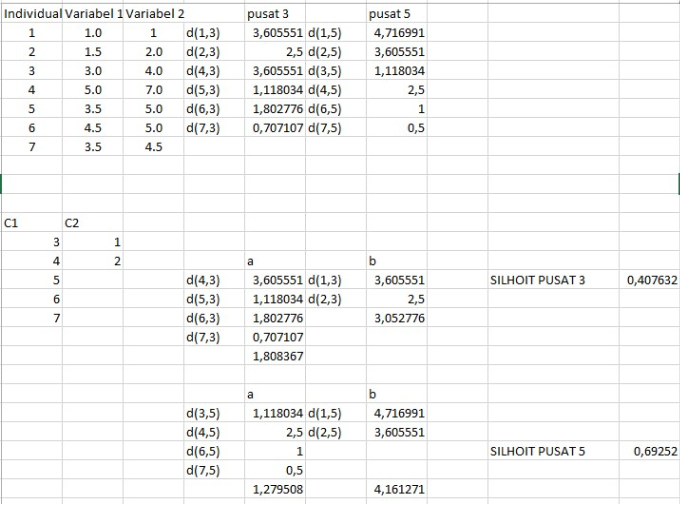 Individual Variabel 1 Variabel 2 pusat 3 pusat 5
1 1.0 1 d(1,3) 3,605551 d(1,5) 4,716991
2 1.5 2.0 d(2,3) 2,5 d(2,5) 3,605551
3 3.0 4.0 d(4,3) 3,605551 d(3,5) 1,118034
4 5.0 7.0 d(5,3) 1,118034 d(4,5) 2,5
5 3.5 5.0 d(6,3) 1,802776 d(6,5) 1
6 4.5 5.0 d(7,3) 0,707107 d(7,5) 0,5
7 3.5 4.5
C1 C2
3 1
4 2 a b
5 d(4,3) 3,605551 d(1,3) 3,605551 SILHOIT PUSAT 3 0,407632
6 d(5,3) 1,118034 d(2,3) 2,5
7 d(6,3) 1,802776 3,052776
d(7,3) 0,707107
1,808367
a b
d(3,5) 1,118034 d(1,5) 4,716991
d(4,5) 2,5 d(2,5) 3,605551
d(6,5) 1 SILHOIT PUSAT 5 0,69252
d(7,5) 0,5
1,279508 4,161271